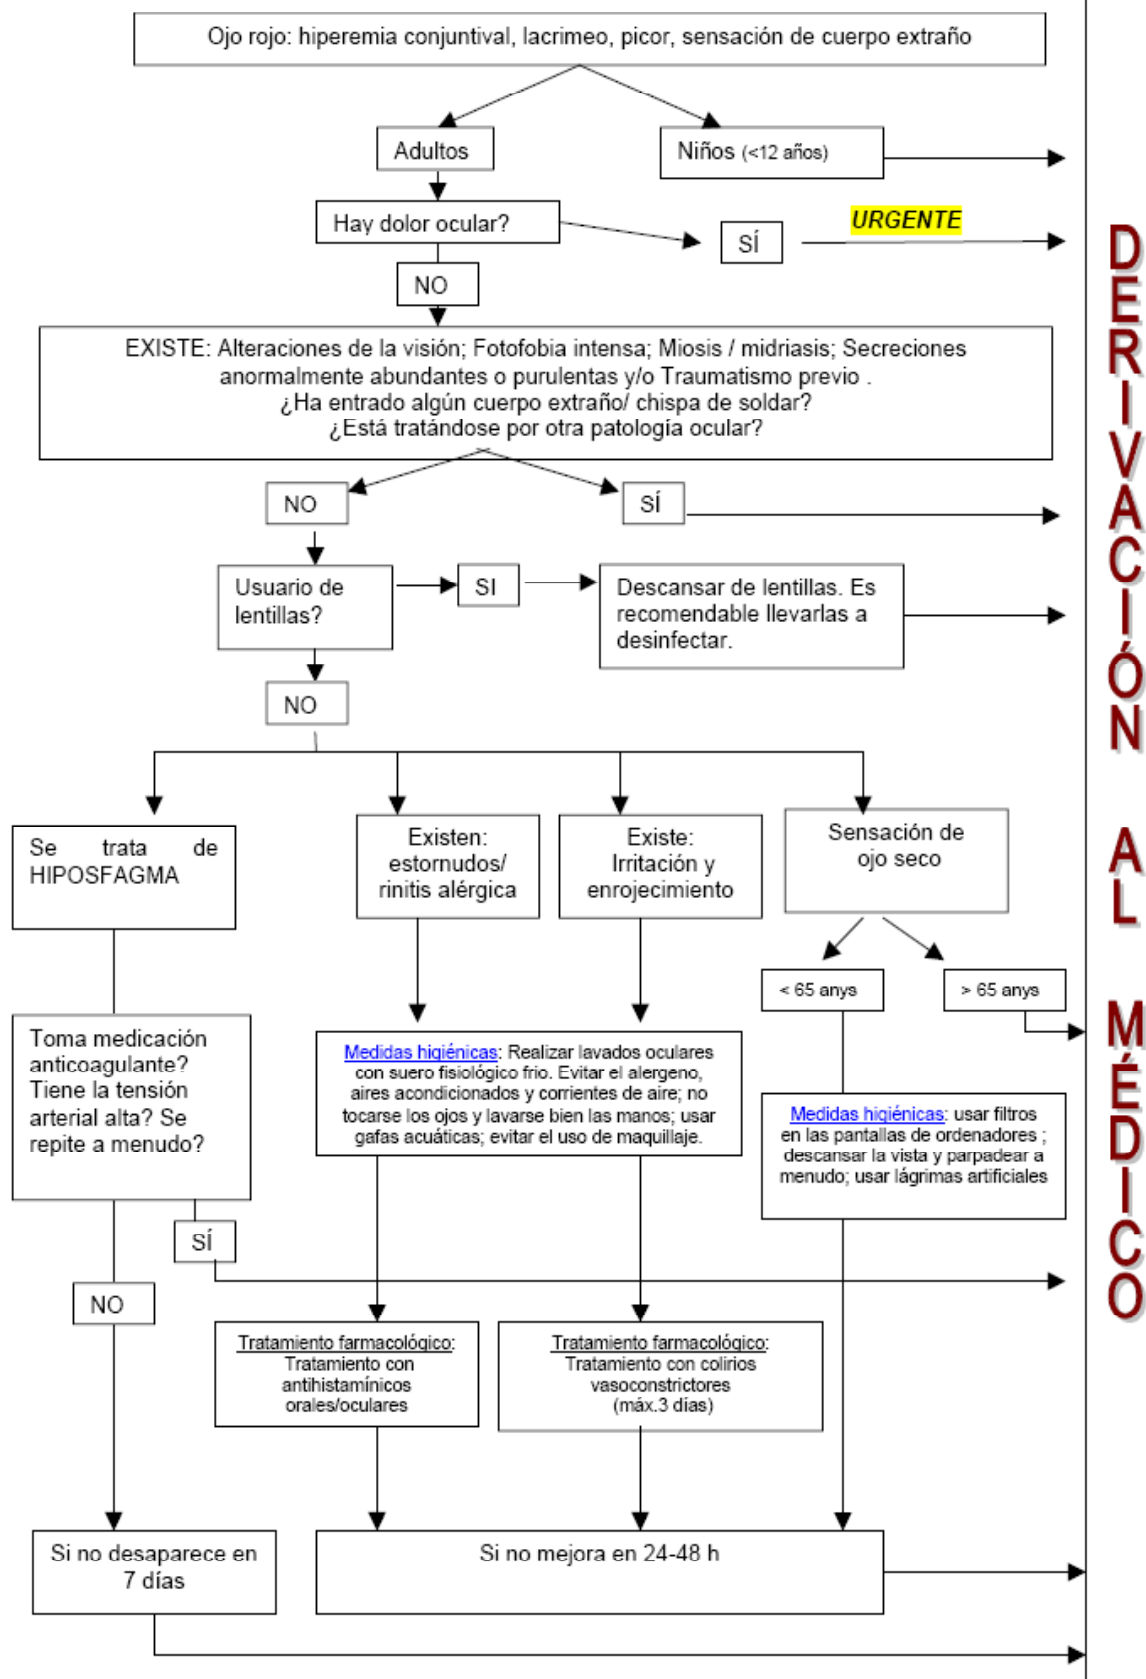 Ojo rojo: hiperemia conjuntival, lacrimeo, picor, sensación de cuerpo extraño
Adultos
Niños (<12 años)
Hay dolor ocular?
SÍ
URGENTE
NO
EXISTE: Alteraciones de la visión; Fotofobia intensa; Miosis / midriasis; Secreciones
anormalmente abundantes o purulentas y/o Traumatismo previo .
¿Ha entrado algún cuerpo extraño/ chispa de soldar?
¿Está tratándose por otra patología ocular?
NO
SÍ
Usuario de
lentillas?
SI
Descansar de lentillas. Es
recomendable llevarlas a
desinfectar.
NO
Se trata de
HIPOSFAGMA
Existen:
estornudos/
rinitis alérgica
Existe:
Irritación y
enrojecimiento
Sensación de
ojo seco
< 65 anys
> 65 anys
Toma medicación
anticoagulante?
Tiene la tensión
arterial alta? Se
repite a menudo?
Medidas higiénicas: Realizar lavados oculares
con suero fisiológico frio. Evitar el alergeno,
aires acondicionados y corrientes de aire; no
tocarse los ojos y lavarse bien las manos; usar
gafas acuáticas; evitar el uso de maquillaje.
Medidas higiénicas: usar filtros
en las pantallas de ordenadores ;
descansar la vista y parpadear a
menudo; usar lágrimas artificiales
SÍ
NO
Tratamiento farmacológico:
Tratamiento con
antihistamínicos
orales/oculares
Tratamiento farmacológico:
Tratamiento con colirios
vasoconstrictores
(máx.3 días)
Si no desaparece en
7 días
Si no mejora en 24-48 h
DERIVACIÓN AL MÉDICO